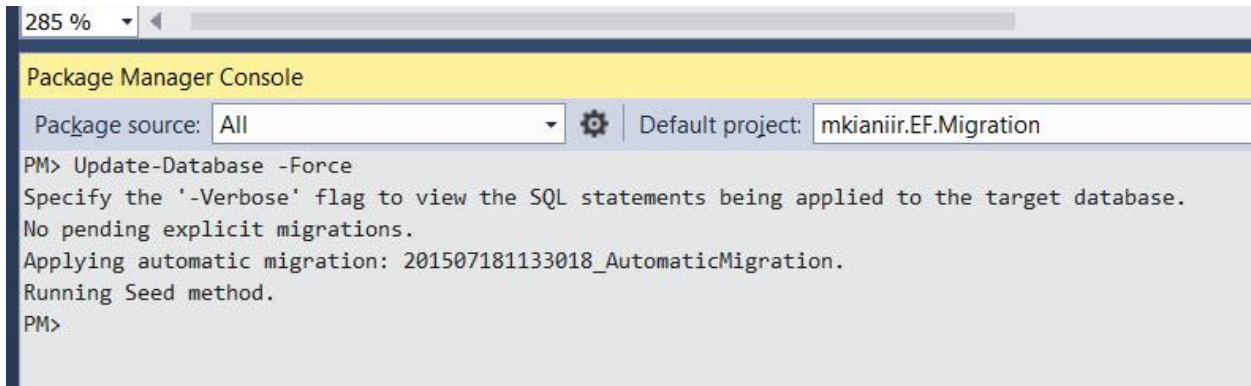 285 %
Package Manager Console
Package source: All Default project: mkianiir.EF.Migration
PM> Update-Database -Force
Specify the '-Verbose' flag to view the SQL statements being applied to the target database.
No pending explicit migrations.
Applying automatic migration: 201507181133018_AutomaticMigration.
Running Seed method.
PM>